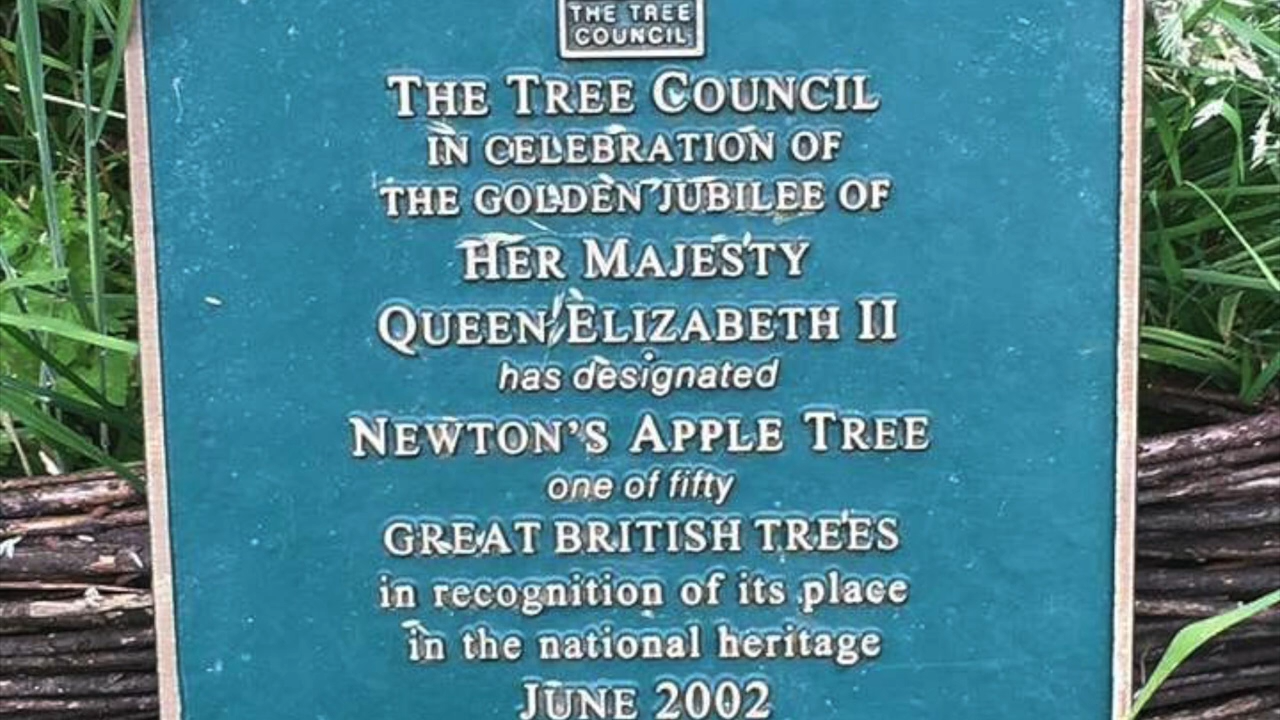 THE TREE
COUNCIL
THE TREE COUNCIL
IN CELEBRATION OF
THE GOLDEN JUBILEE OF
HER MAJESTY
QUEEN ELIZABETH II
has designated
NEWTON'S APPLE TREE
one of fifty
GREAT BRITISH TREES
in recognition of its place
in the national heritage
JUNE 2002